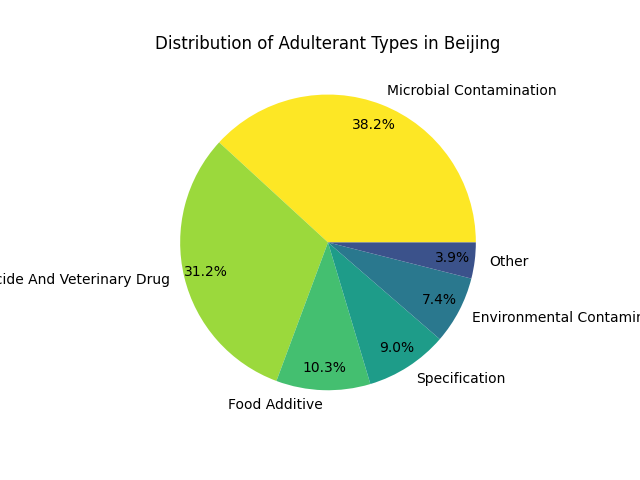 Distribution of Adulterant Types in Beijing
Microbial Contamination
38.2%
31.2%
cide And Veterinary Drug
3.9%
Other
7.4%
Environmental Contamin
9.0%
10.3%
Specification
Food Additive